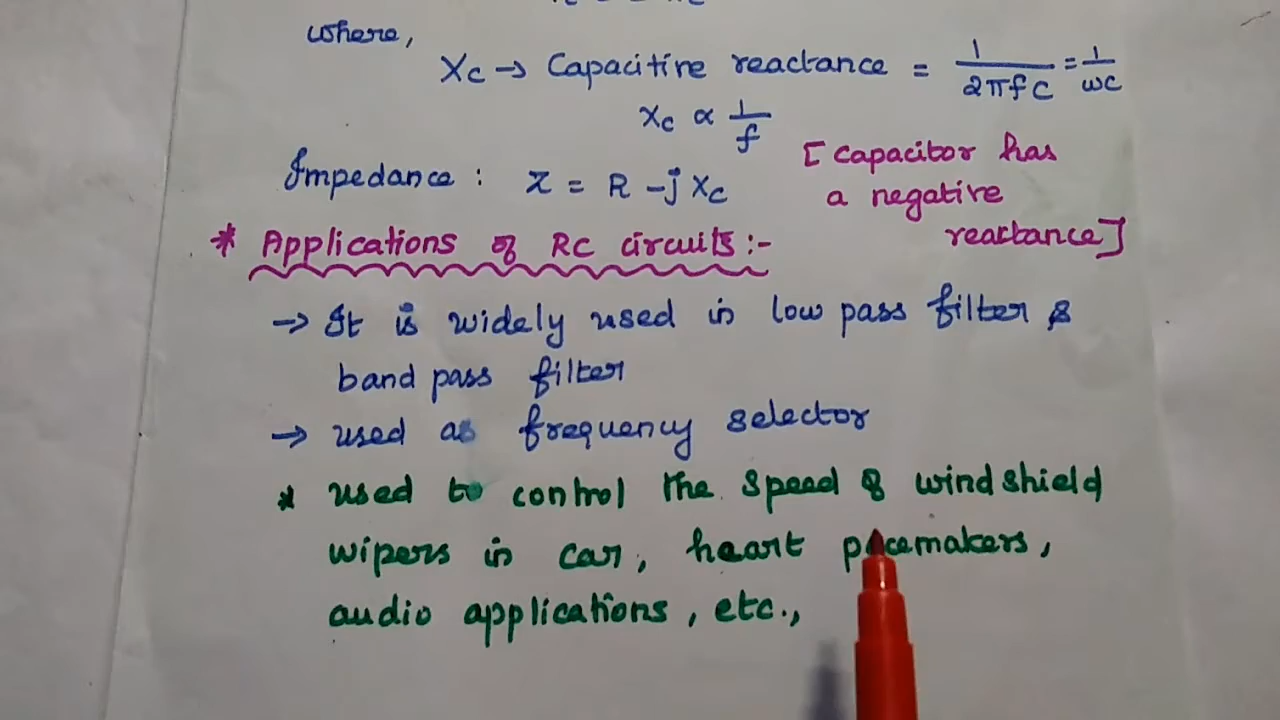 where,
Xc → Capacitive reactance = 1/2πfC = 1/ωc
Xc ∝ 1/f
Impedance : Z = R - j Xc
[capacitor has a negative reactance]
* Applications of RC circuits:-
→ It is widely used in low pass filter &
band pass filter
→ used as frequency selector
* used to control the speed of windshield
wipers in car, heart pacemakers,
audio applications, etc.,